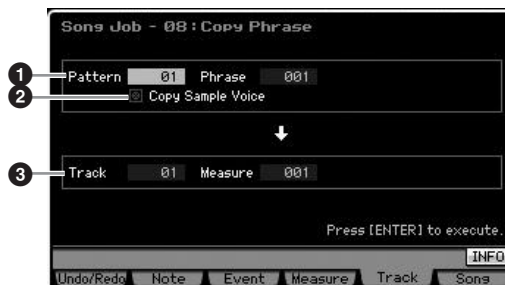 Song Job - 08:Copy Phrase
1 Pattern 01 Phrase 001
2 Copy Sample Voice
3 Track 01 Measure 001
Press [ENTER] to execute.
INFO
Undo/Redo Note Event Measure Track Song